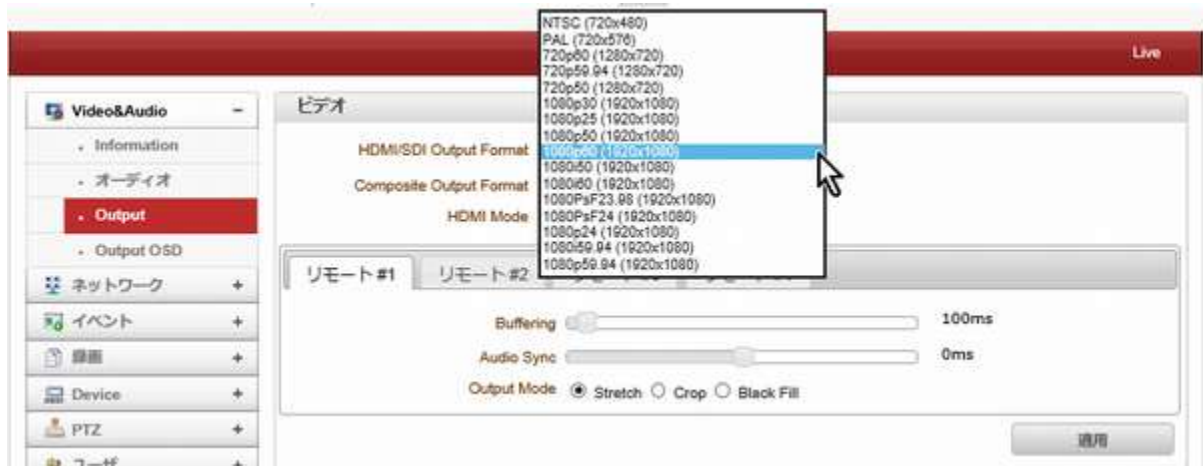 Live
Video&Audio
Information
オーディオ
Output
Output OSD
ネットワーク
イベント
録画
Device
PTZ
ユーザ
ビデオ
HDMI/SDI Output Format
NTSC (720x480)
PAL (720x576)
720p60 (1280x720)
720p59.94 (1280x720)
720p50 (1280x720)
1080p30 (1920x1080)
1080p25 (1920x1080)
1080p50 (1920x1080)
1080p60 (1920x1080)
1080i50 (1920x1080)
1080i60 (1920x1080)
1080PsF23.98 (1920x1080)
1080PsF24 (1920x1080)
1080p24 (1920x1080)
1080i59.94 (1920x1080)
1080p59.94 (1920x1080)
Composite Output Format
HDMI Mode
リモート#1 リモート#2
Buffering 100ms
Audio Sync 0ms
Output Mode Stretch Crop Black Fill
適用